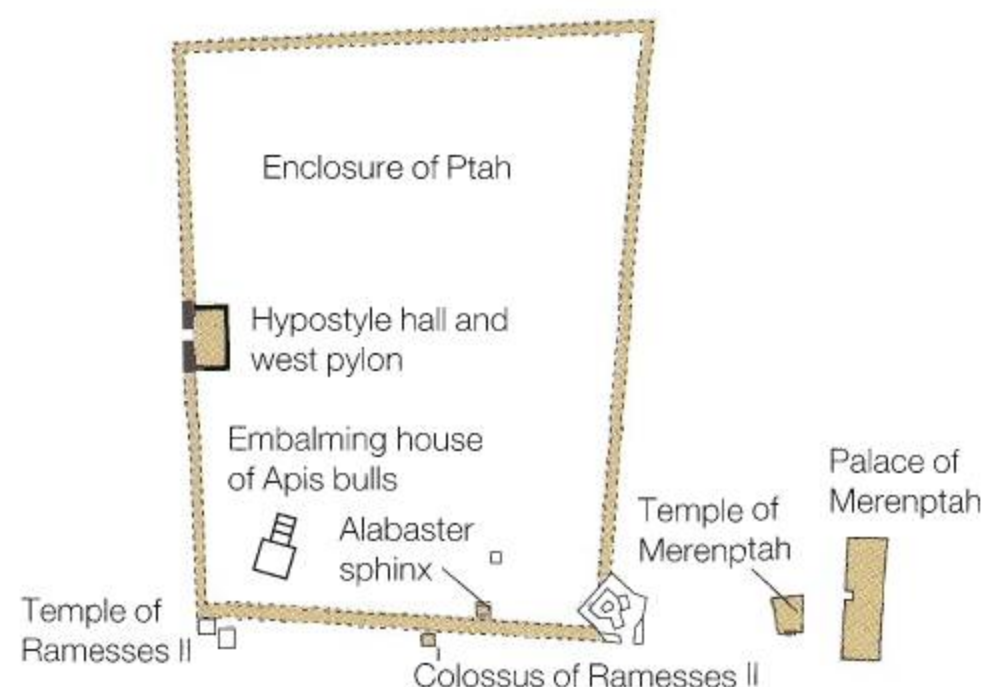 Enclosure of Ptah
Hypostyle hall and
west pylon
Embalming house
of Apis bulls
Alabaster
sphinx
Palace of
Merenptah
Temple of
Merenptah
Temple of
Ramesses II
Colossus of Ramesses II